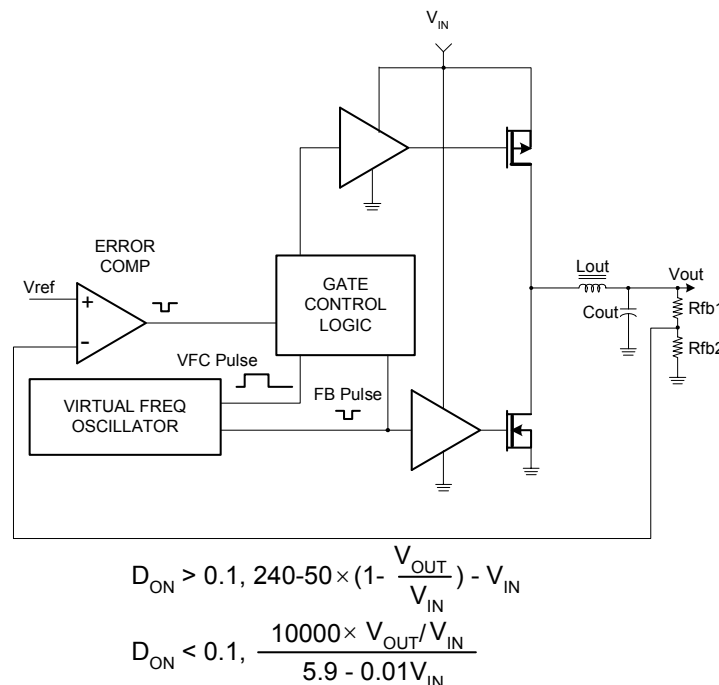 V_IN
ERROR
COMP
Vref
+
-
GATE
CONTROL
LOGIC
Lout
Vout
Cout
Rfb1
Rfb2
VFC Pulse
FB Pulse
VIRTUAL FREQ
OSCILLATOR
D_ON > 0.1, 240-50×(1- V_OUT/V_IN) - V_IN
D_ON < 0.1, 10000× V_OUT/V_IN
5.9 - 0.01V_IN